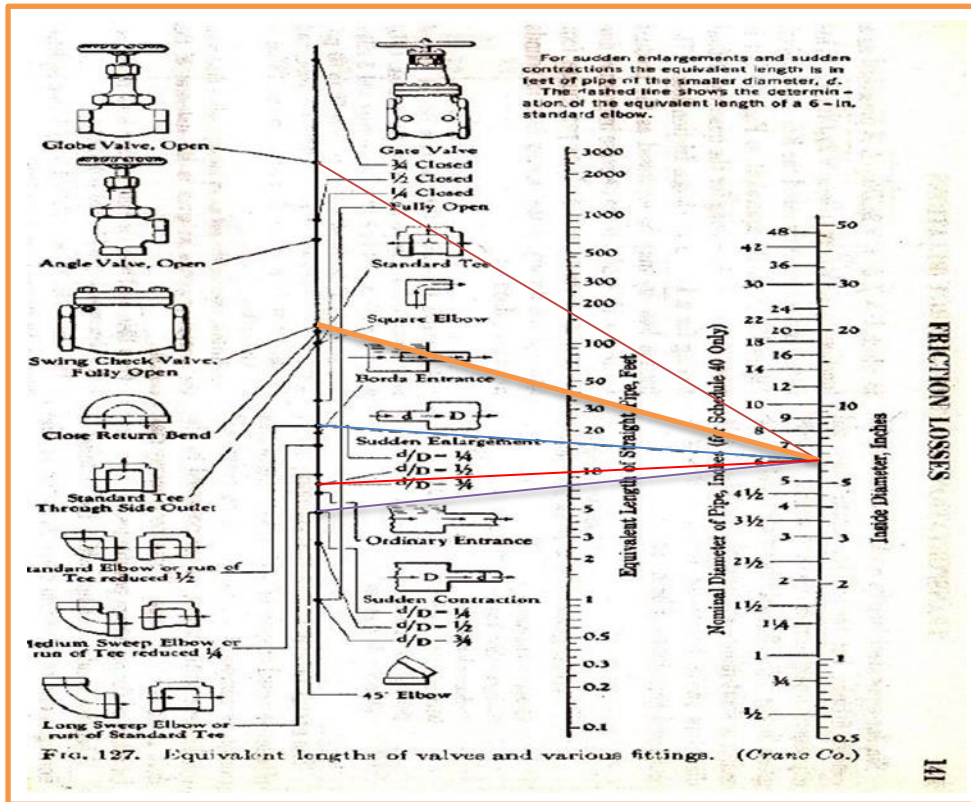 For sudden enlargements and sudden
contractions the equivalent length is in
feet of pipe of the smaller diameter, d.
The dashed line shows the determin-
ation of the equivalent length of a 6-in.
standard elbow.
Globe Valve, Open
Angle Valve, Open
Swing Check Valve,
Fully Open
Close Return Bend
Standard Tee
Through Side Outlet
Standard Elbow or run of
Tee reduced ½
Medium Sweep Elbow or
run of Tee reduced ¼
Long Sweep Elbow or
run of Standard Tee
Gate Valve
¾ Closed
½ Closed
¼ Closed
Fully Open
Standard Tee
Square Elbow
Borda Entrance
d D
Sudden Enlargement
d/D - ¼
d/D - ½
d/D - ¾
Ordinary Entrance
D d
Sudden Contraction
d/D - ¼
d/D - ½
d/D - ¾
45° Elbow
3000
2000
1000
500
300
200
100
50
30
20
10
5
3
2
1
0.5
0.3
0.2
0.1
Equivalent Length of Straight Pipe, Feet
Nominal Diameter of Pipe, Inches (for Schedule 40 Only)
48
42
36
30
24
22
20
18
16
14
12
10
9
8
7
6
5
4½
4
3½
3
2½
2
1½
1¼
1
¾
½
50
30
20
10
5
3
2
1
0.5
Inside Diameter, Inches
FRICTION LOSSES
141
FIG. 127. Equivalent lengths of valves and various fittings. (Crane Co.)